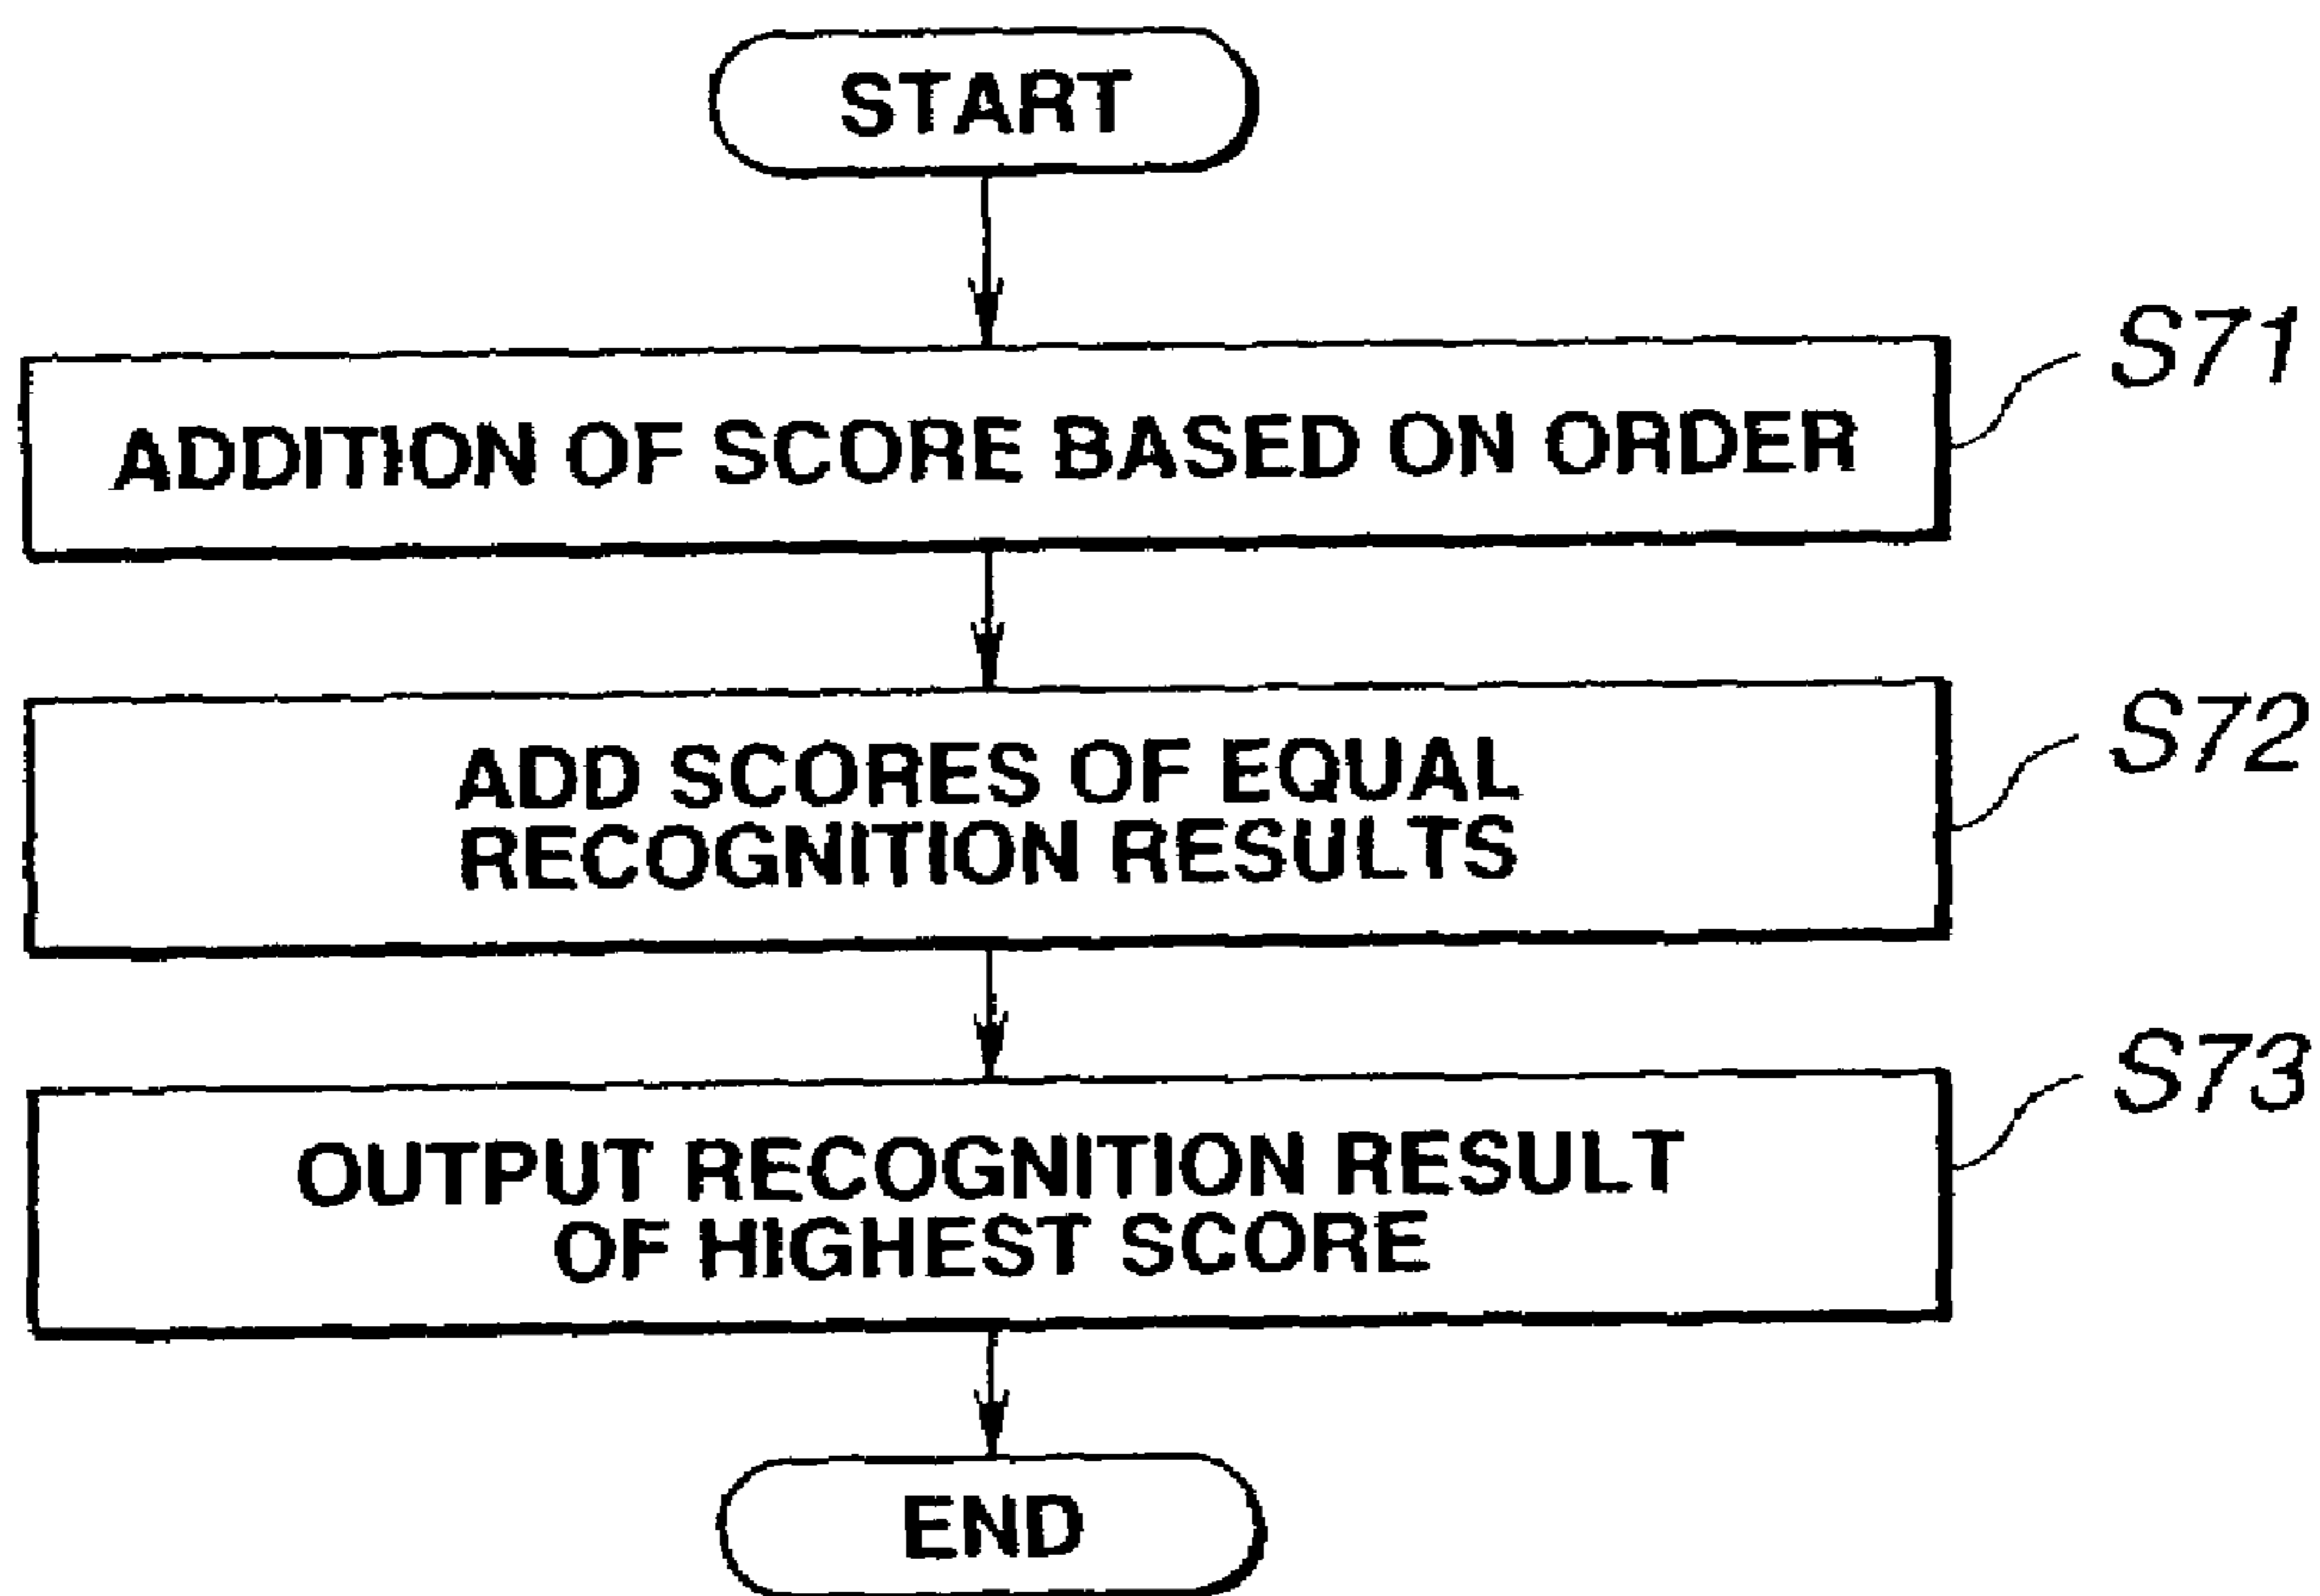 START
S71
ADDITION OF SCORE BASED ON ORDER
S72
ADD SCORES OF EQUAL
RECOGNITION RESULTS
S73
OUTPUT RECOGNITION RESULT
OF HIGHEST SCORE
END